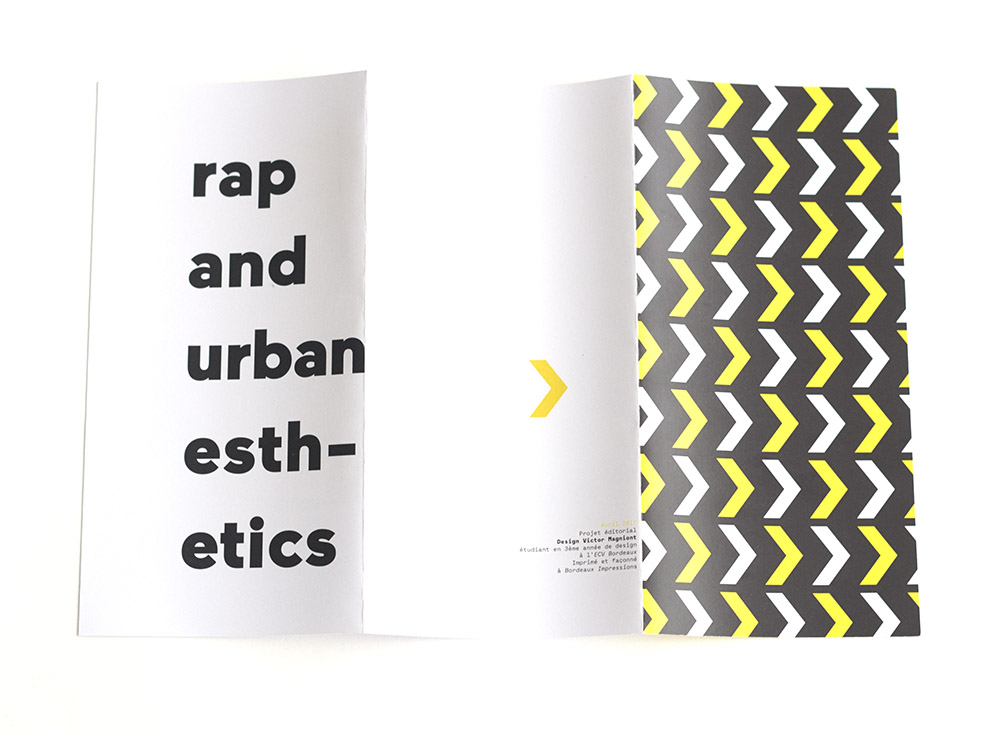 rap
and
urban
esth-
etics
Projet éditorial
Design Victor Magniont
étudiant en 3ème année de design
à l'ECV Bordeaux
Imprimé et façonné
à Bordeaux Impressions